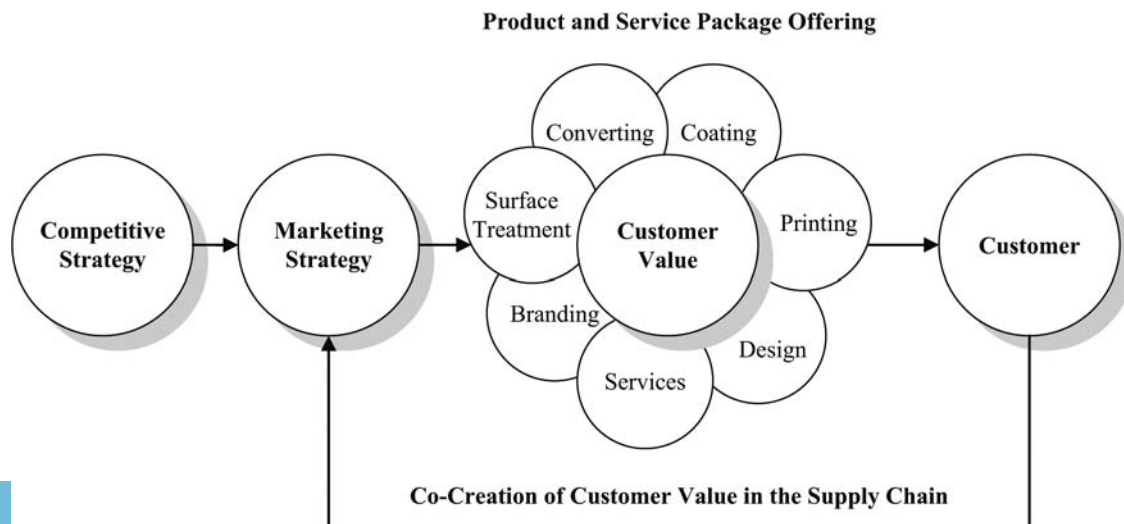 Product and Service Package Offering
Converting
Coating
Surface
Treatment
Printing
Competitive
Strategy
Marketing
Strategy
Customer
Value
Customer
Branding
Design
Services
Co-Creation of Customer Value in the Supply Chain